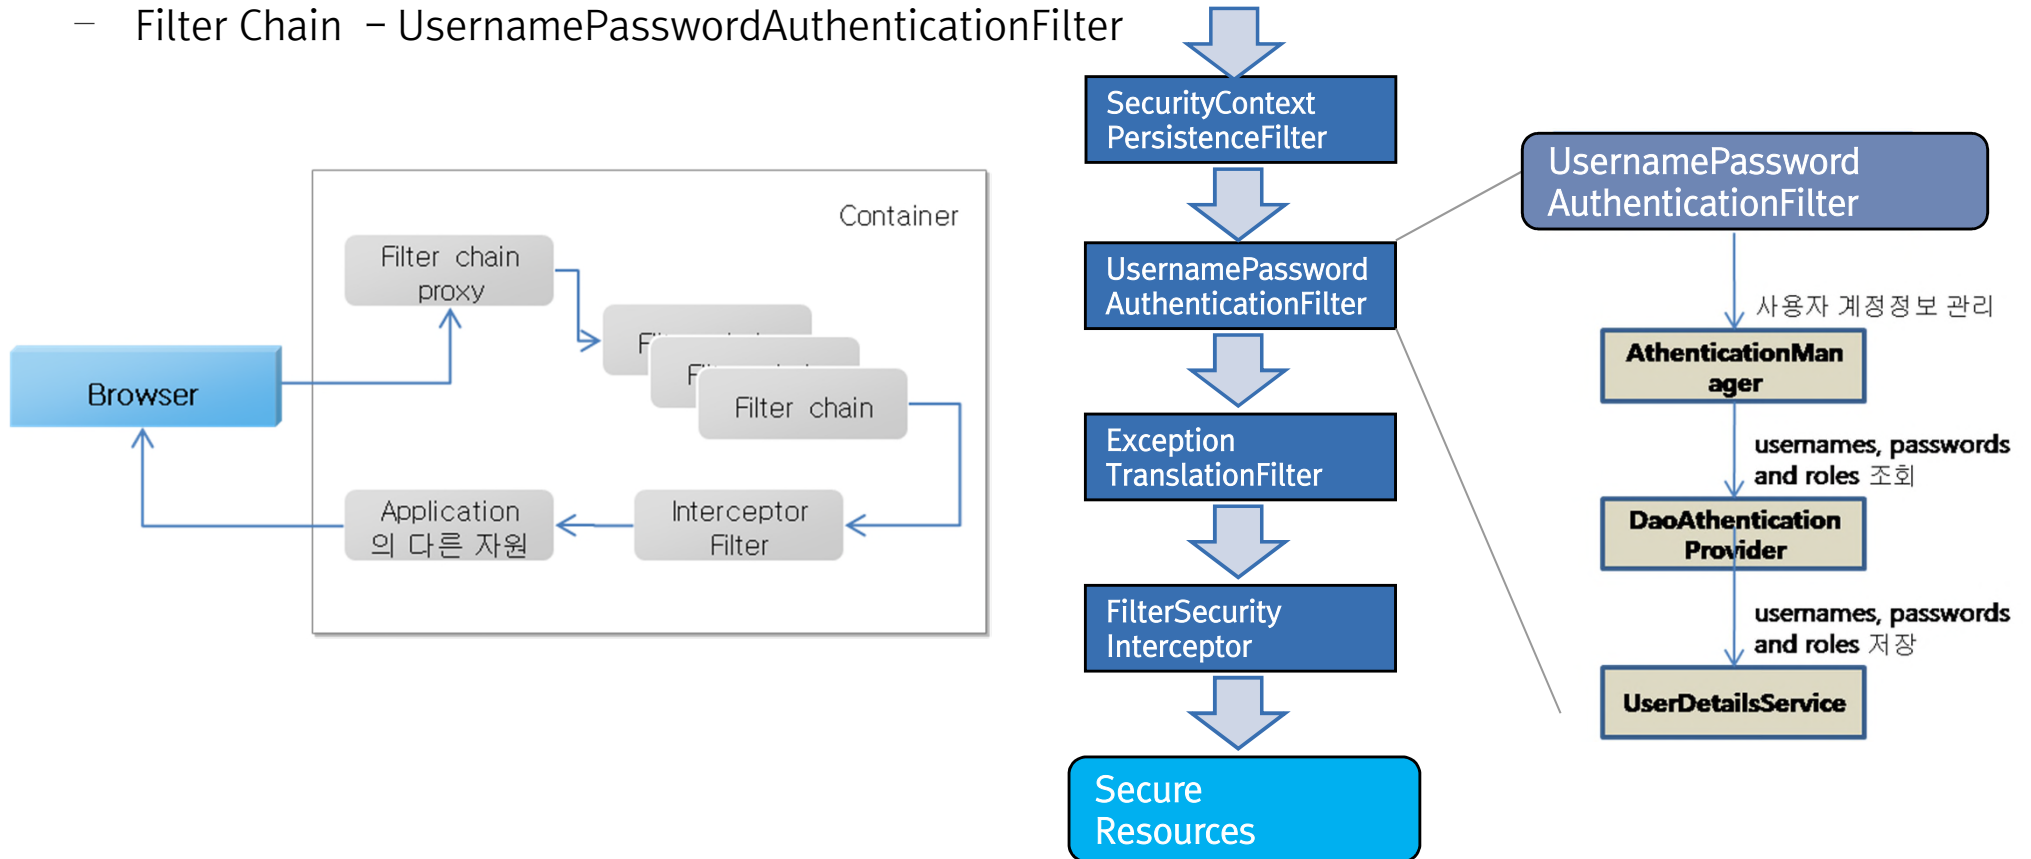 – Filter Chain – UsernamePasswordAuthenticationFilter
Container
Filter chain
proxy
Filter chain
Browser
Application
의 다른 자원
Interceptor
Filter
SecurityContext
PersistenceFilter
UsernamePassword
AuthenticationFilter
Exception
TranslationFilter
FilterSecurity
Interceptor
Secure
Resources
UsernamePassword
AuthenticationFilter
사용자 계정정보 관리
AthenticationMan
ager
usernames, passwords
and roles 조회
DaoAthentication
Provider
usernames, passwords
and roles 저장
UserDetailsService